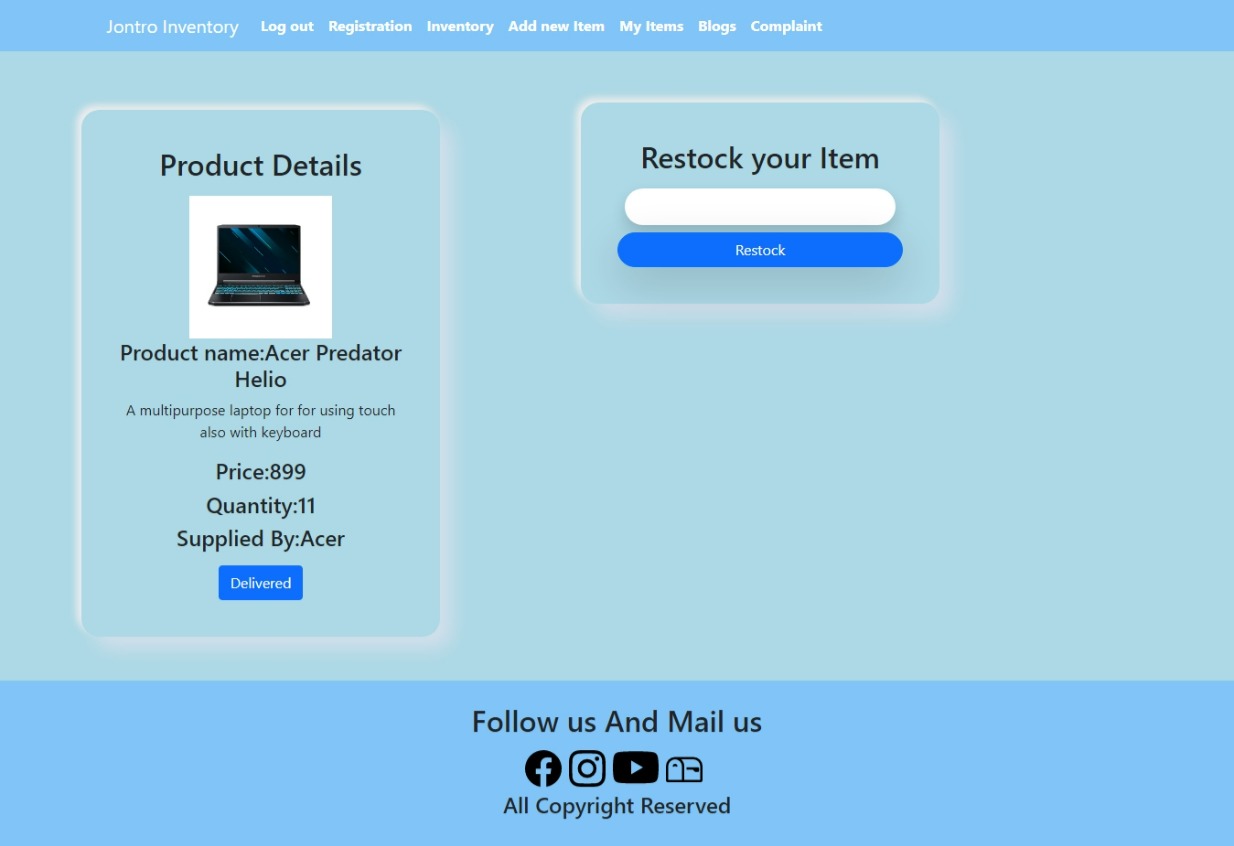 Jontro Inventory Log out Registration Inventory Add new Item My Items Blogs Complaint
Product Details
Product name:Acer Predator
Helio
A multipurpose laptop for for using touch
also with keyboard
Price:899
Quantity:11
Supplied By:Acer
Delivered
Restock your Item
Restock
Follow us And Mail us
All Copyright Reserved